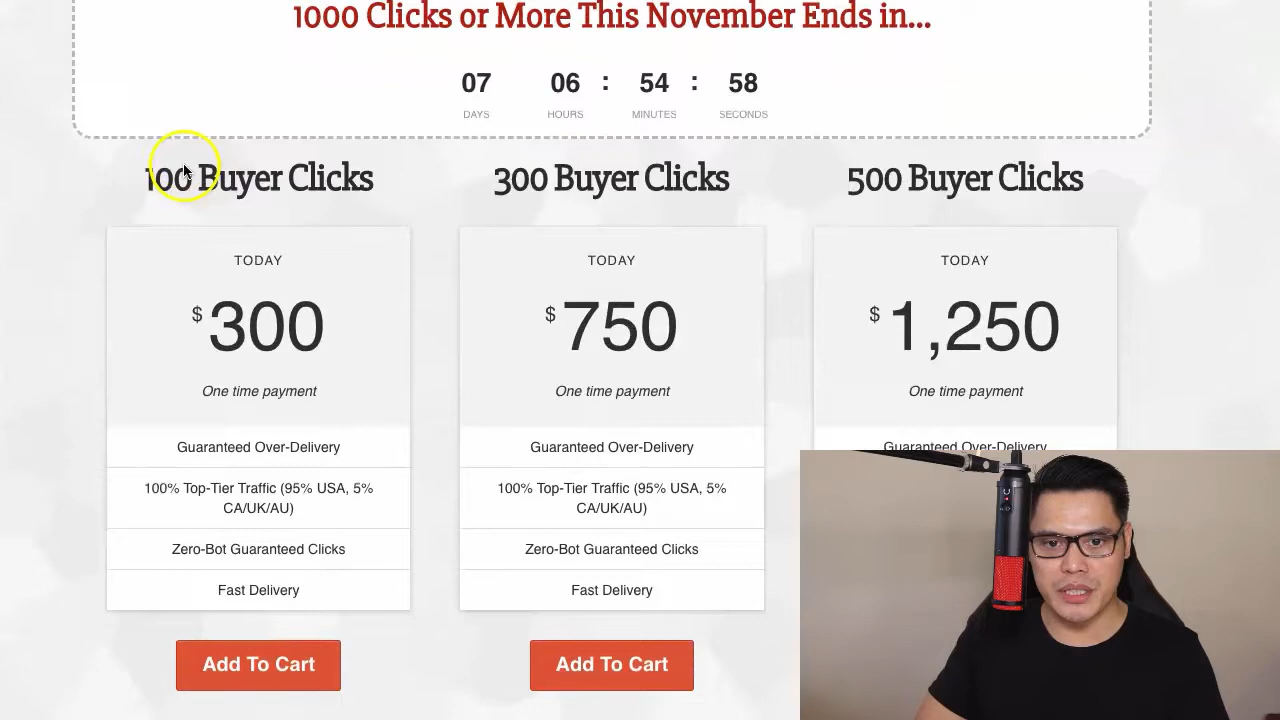 1000 Clicks or More This November Ends in...
07 06 : 54 : 58
DAYS HOURS MINUTES SECONDS
100 Buyer Clicks
TODAY
$300
One time payment
Guaranteed Over-Delivery
100% Top-Tier Traffic (95% USA, 5%
CA/UK/AU)
Zero-Bot Guaranteed Clicks
Fast Delivery
Add To Cart
300 Buyer Clicks
TODAY
$750
One time payment
Guaranteed Over-Delivery
100% Top-Tier Traffic (95% USA, 5%
CA/UK/AU)
Zero-Bot Guaranteed Clicks
Fast Delivery
Add To Cart
500 Buyer Clicks
TODAY
$1,250
One time payment
Guaranteed Over-Delivery